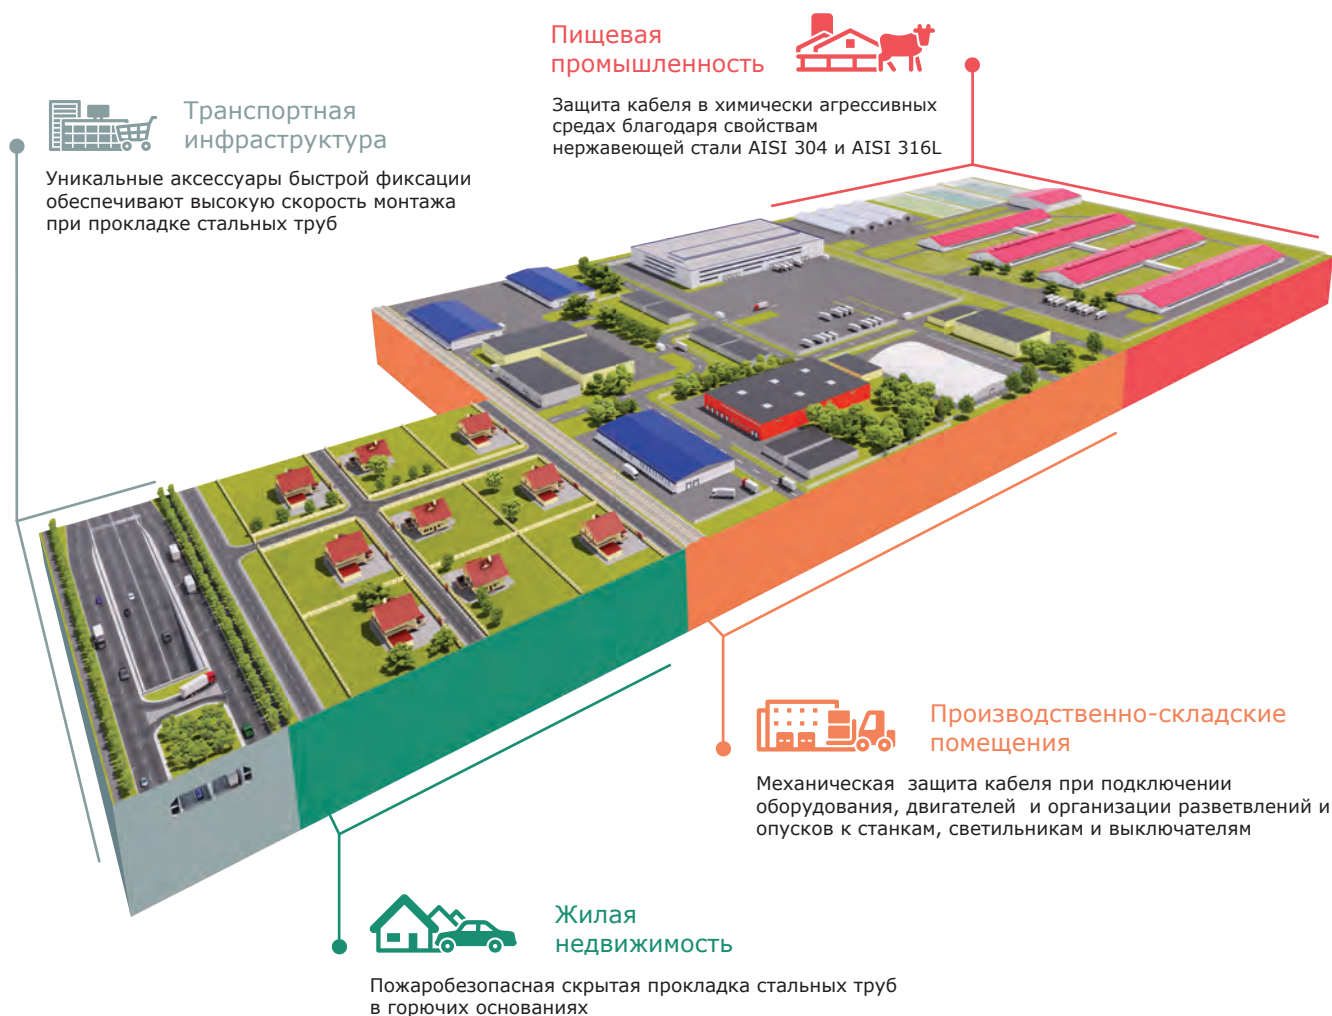 Пищевая
промышленность
Защита кабеля в химически агрессивных
средах благодаря свойствам
нержавеющей стали AISI 304 и AISI 316L
Транспортная
инфраструктура
Уникальные аксессуары быстрой фиксации
обеспечивают высокую скорость монтажа
при прокладке стальных труб
Производственно-складские
помещения
Механическая  защита кабеля при подключении
оборудования, двигателей  и организации разветвлений и
опусков к станкам, светильникам и выключателям
Жилая
недвижимость
Пожаробезопасная скрытая прокладка стальных труб
в горючих основаниях